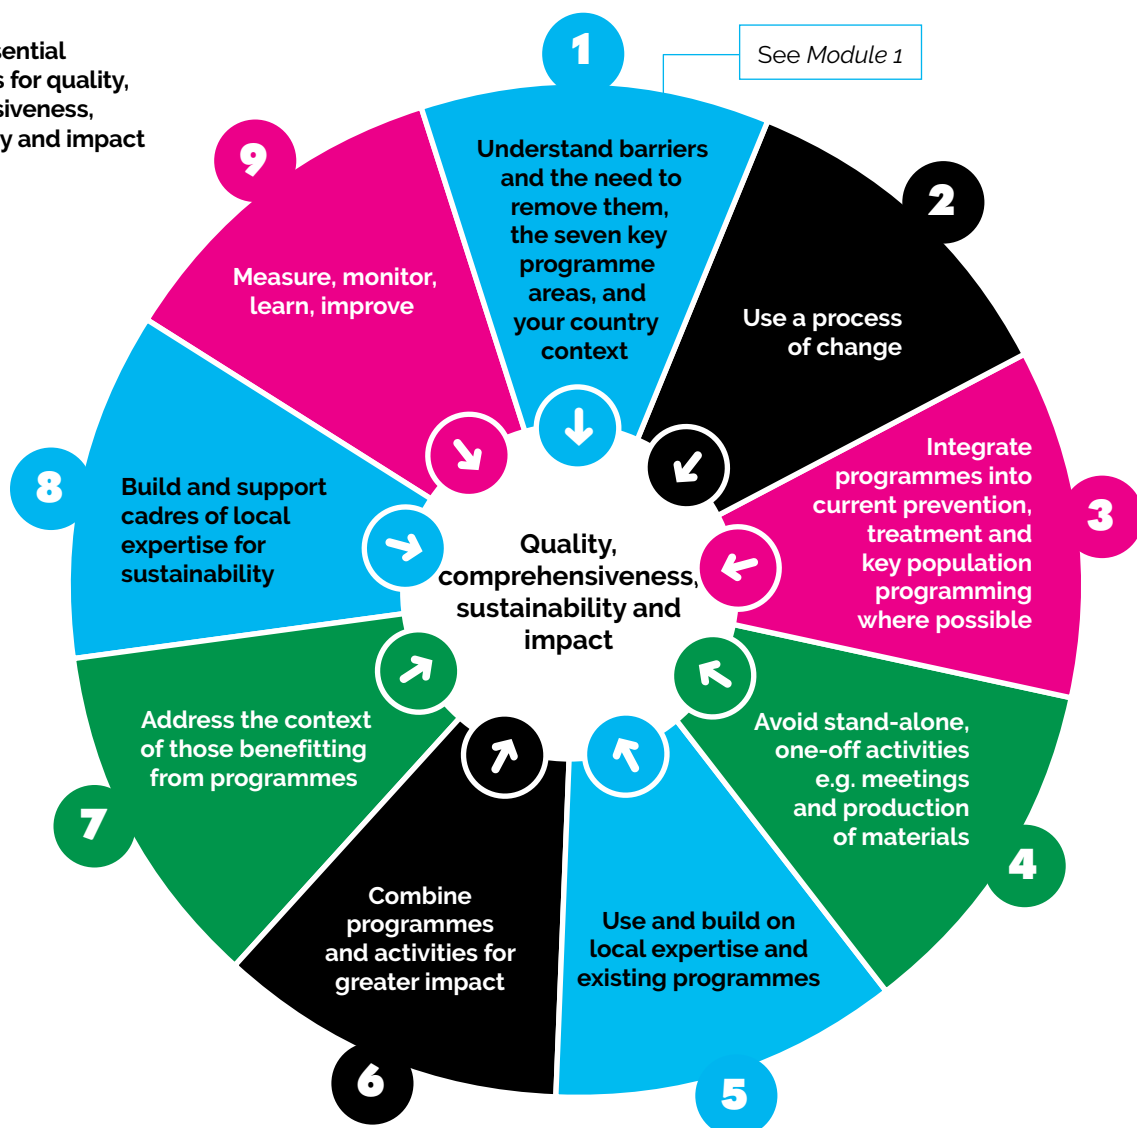 sential
s for quality,
siveness,
y and impact
1
See Module 1
Understand barriers
and the need to
remove them,
the seven key
programme
areas, and
your country
context
2
Use a process
of change
3
Integrate
programmes into
current prevention,
treatment and
key population
programming
where possible
4
Avoid stand-alone,
one-off activities
e.g. meetings
and production
of materials
5
Use and build on
local expertise and
existing programmes
6
Combine
programmes
and activities for
greater impact
7
Address the context
of those benefitting
from programmes
8
Build and support
cadres of local
expertise for
sustainability
9
Measure, monitor,
learn, improve
Quality,
comprehensiveness,
sustainability and
impact